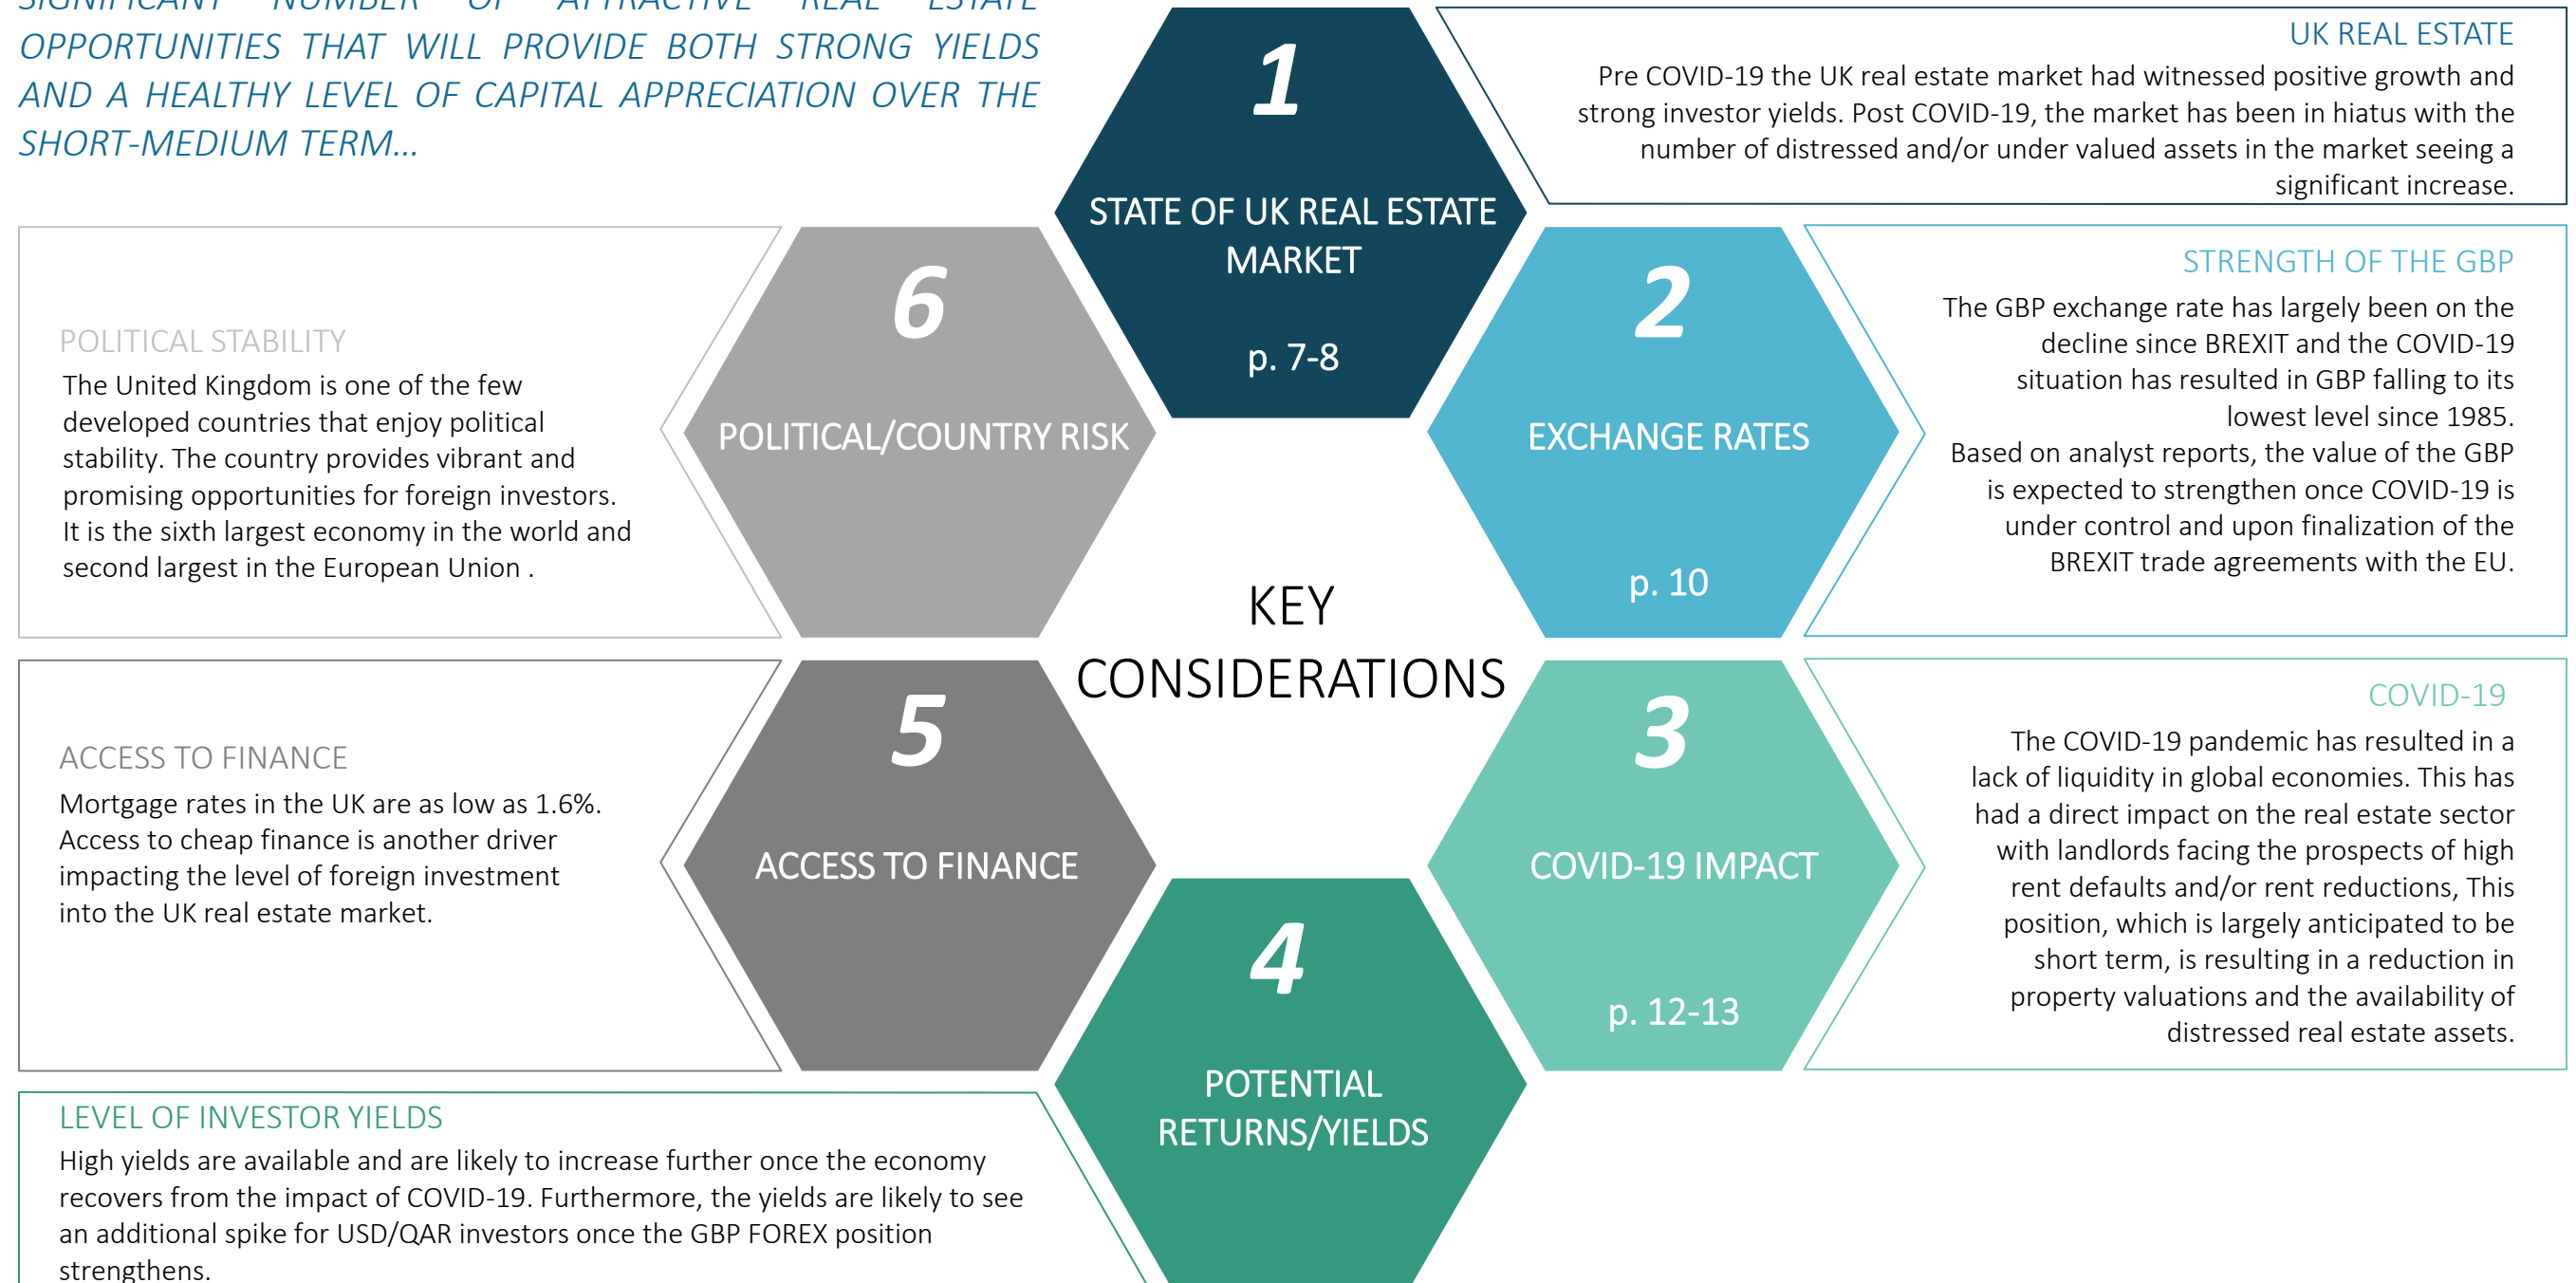 SIGNIFICANT NUMBER OF ATTRACTIVE REAL ESTATE
OPPORTUNITIES THAT WILL PROVIDE BOTH STRONG YIELDS
AND A HEALTHY LEVEL OF CAPITAL APPRECIATION OVER THE
SHORT-MEDIUM TERM...
1
STATE OF UK REAL ESTATE
MARKET
p. 7-8
UK REAL ESTATE
Pre COVID-19 the UK real estate market had witnessed positive growth and
strong investor yields. Post COVID-19, the market has been in hiatus with the
number of distressed and/or under valued assets in the market seeing a
significant increase.
2
EXCHANGE RATES
p. 10
STRENGTH OF THE GBP
The GBP exchange rate has largely been on the
decline since BREXIT and the COVID-19
situation has resulted in GBP falling to its
lowest level since 1985.
Based on analyst reports, the value of the GBP
is expected to strengthen once COVID-19 is
under control and upon finalization of the
BREXIT trade agreements with the EU.
KEY
CONSIDERATIONS
3
COVID-19 IMPACT
p. 12-13
COVID-19
The COVID-19 pandemic has resulted in a
lack of liquidity in global economies. This has
had a direct impact on the real estate sector
with landlords facing the prospects of high
rent defaults and/or rent reductions, This
position, which is largely anticipated to be
short term, is resulting in a reduction in
property valuations and the availability of
distressed real estate assets.
4
POTENTIAL
RETURNS/YIELDS
LEVEL OF INVESTOR YIELDS
High yields are available and are likely to increase further once the economy
recovers from the impact of COVID-19. Furthermore, the yields are likely to see
an additional spike for USD/QAR investors once the GBP FOREX position
strengthens.
5
ACCESS TO FINANCE
ACCESS TO FINANCE
Mortgage rates in the UK are as low as 1.6%.
Access to cheap finance is another driver
impacting the level of foreign investment
into the UK real estate market.
6
POLITICAL/COUNTRY RISK
POLITICAL STABILITY
The United Kingdom is one of the few
developed countries that enjoy political
stability. The country provides vibrant and
promising opportunities for foreign investors.
It is the sixth largest economy in the world and
second largest in the European Union .